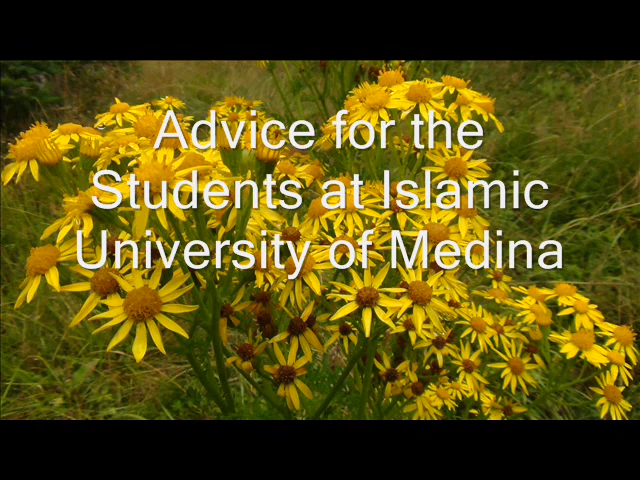 Advice for the
Students at Islamic
University of Medina